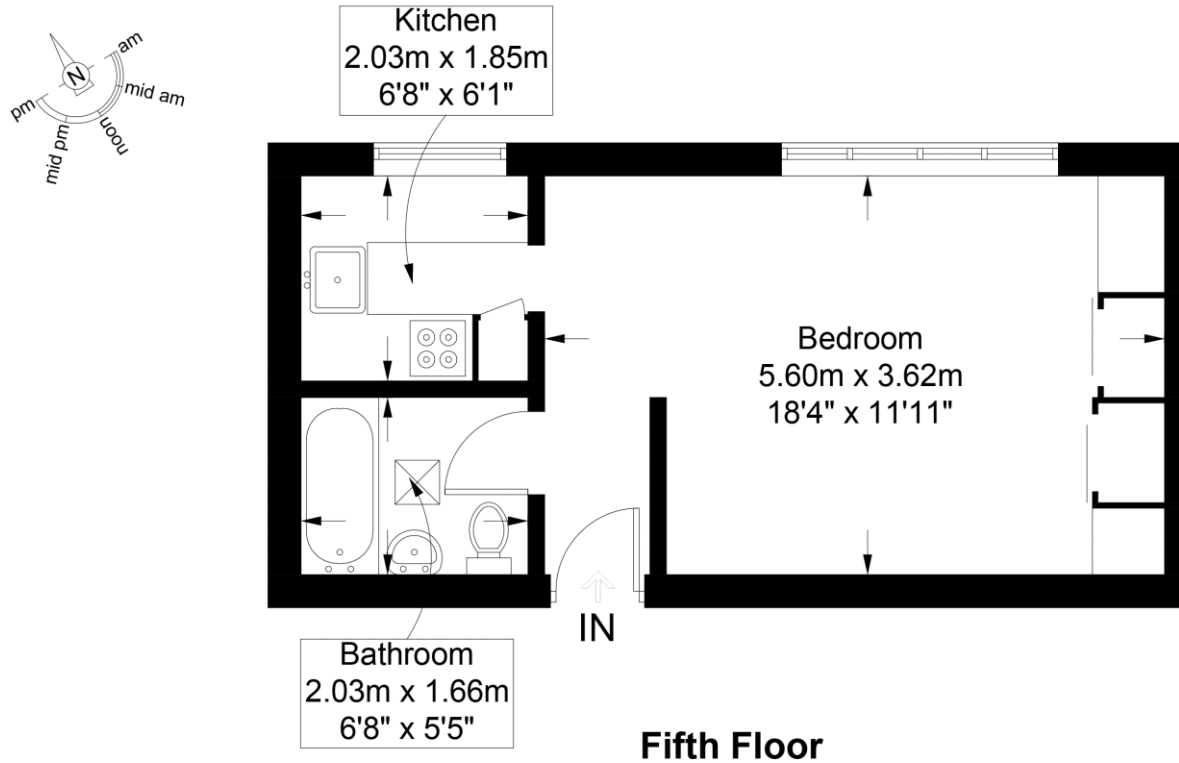 Kitchen
2.03m x 1.85m
6'8" x 6'1"
N
am
mid am
noon
mid pm
pm
Bedroom
5.60m x 3.62m
18'4" x 11'11"
IN
Bathroom
2.03m x 1.66m
6'8" x 5'5"
Fifth Floor